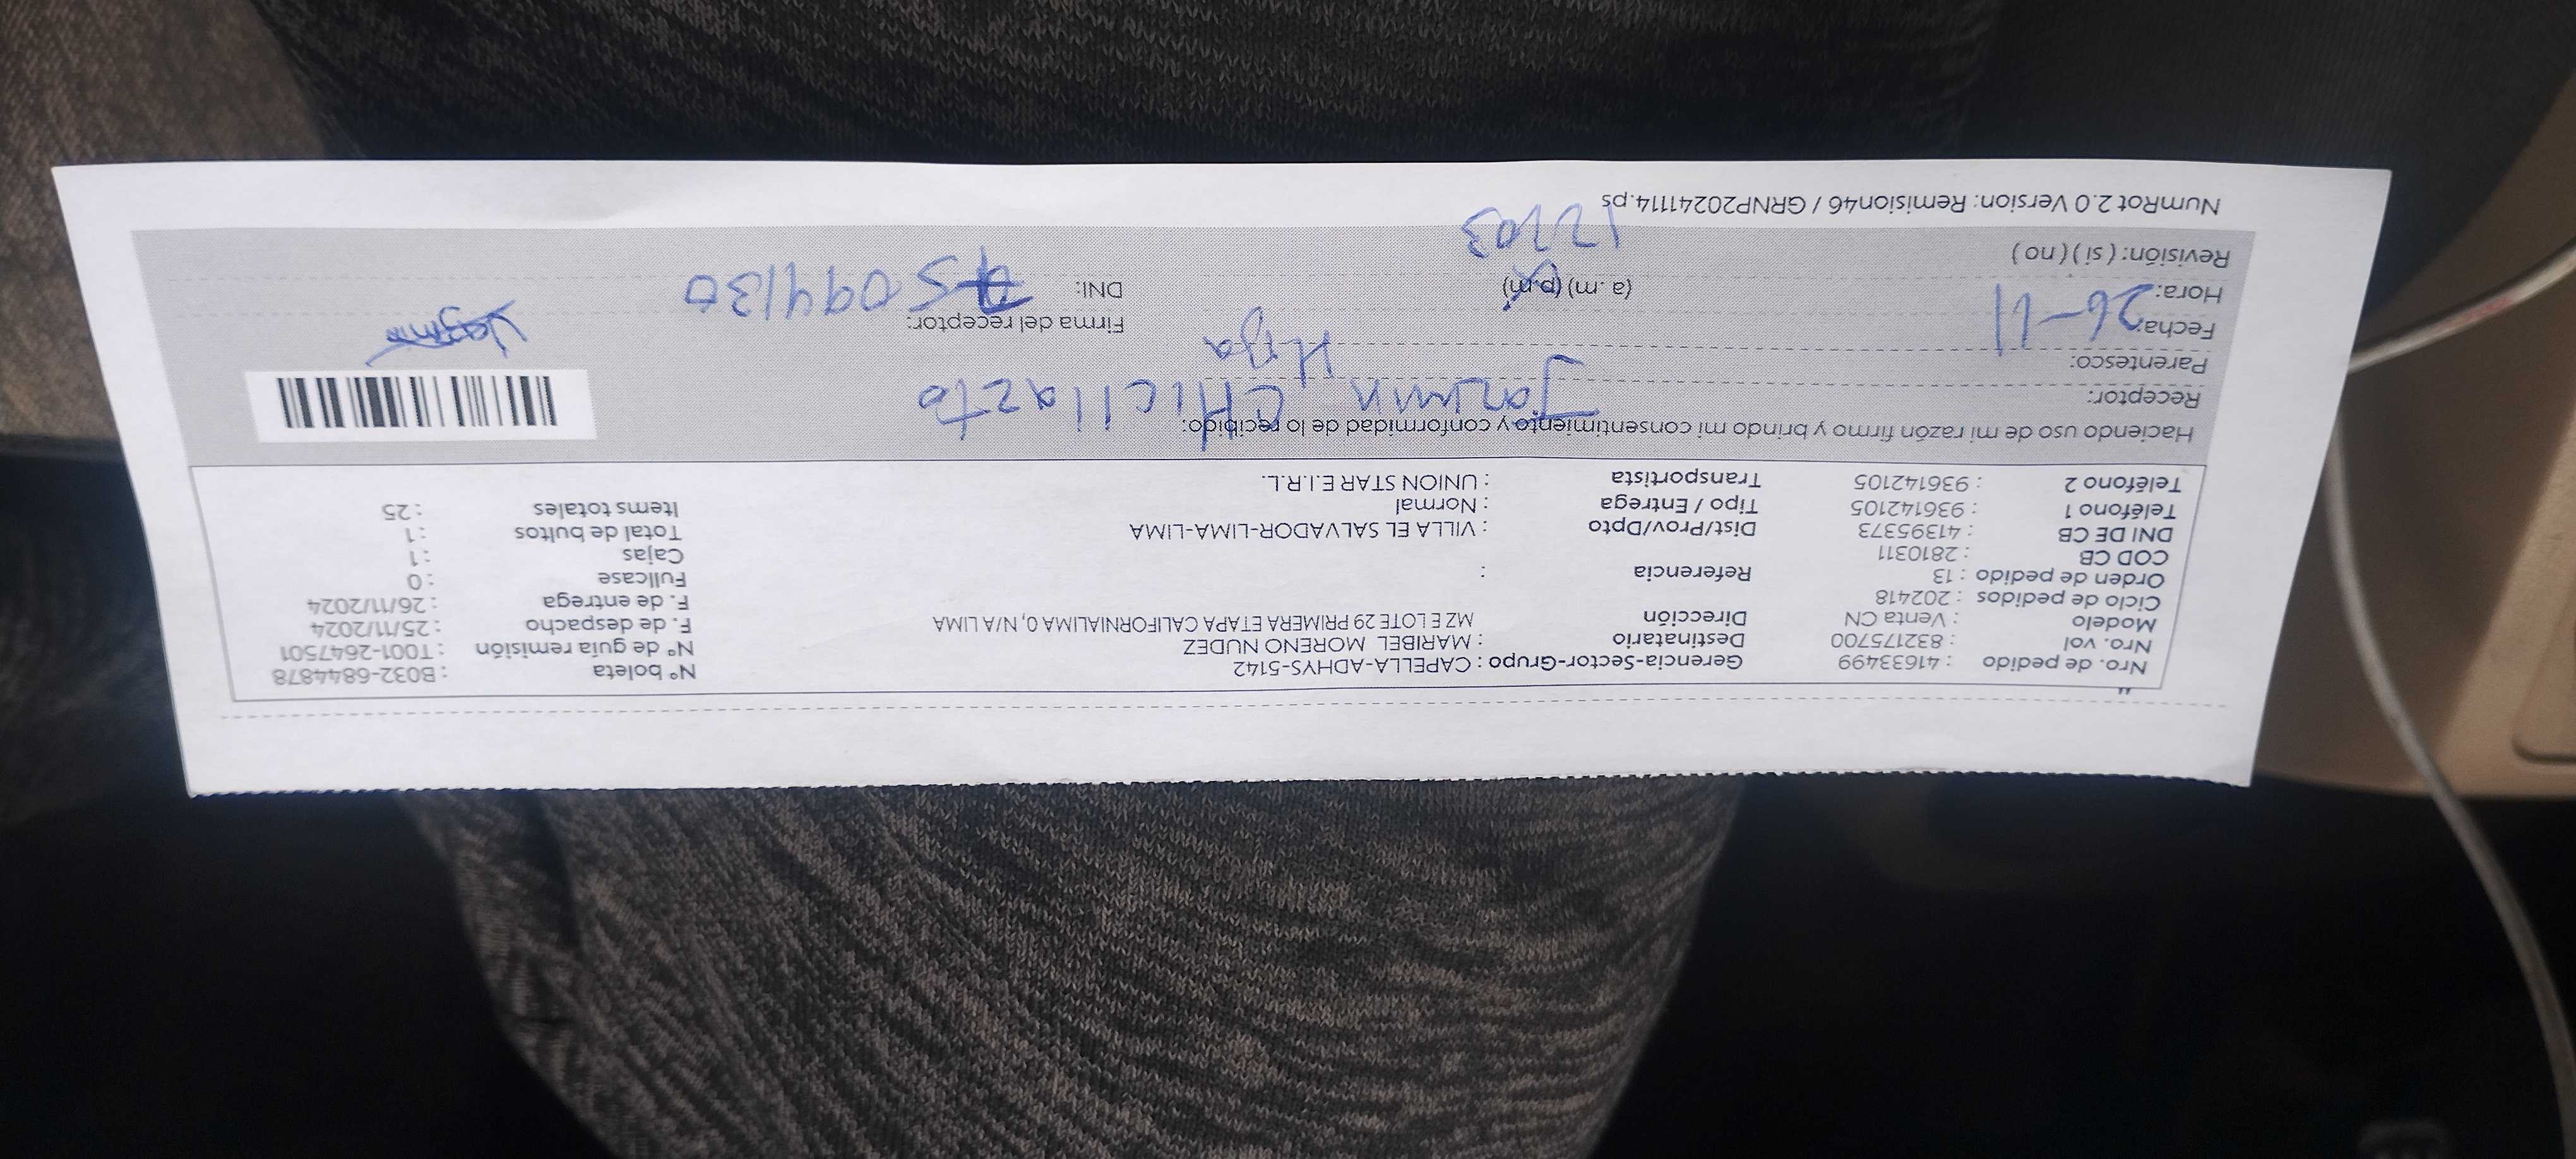 Nro. de pedido : 41633499 Gerencia-Sector-Grupo : CAPELLA-ADHYS-5142 N° boleta : B032-6844878
Nro. vol : 832175700 Destinatario : MARIBEL MORENO NUDEZ N° de guía remisión : T001-2647501
Modelo : Venta CN Dirección MZ E LOTE 29 PRIMERA ETAPA CALIFORNIALIMA 0, N/A LIMA F. de despacho : 25/11/2024
Ciclo de pedidos : 202418 F. de entrega : 26/11/2024
Orden de pedido : 13 Referencia : Fullcase : 0
COD CB : 2810311 Cajas : 1
DNI DE CB : 41395373 Dist/Prov/Dpto : VILLA EL SALVADOR-LIMA-LIMA Total de bultos : 1
Teléfono 1 : 936142105 Tipo / Entrega : Normal Items totales : 25
Teléfono 2 : 936142105 Transportista : UNION STAR E.I.R.L.
Haciendo uso de mi razón firmo y brindo mi consentimiento y conformidad de lo recibido:
Receptor: Jazmin CHicllazto
Parentesco: Hija
Fecha: 26-11 Firma del receptor:
Hora: (a.m) (p.m) DNI: 75094130
Revisión: ( si ) ( no )
NumRot 2.0 Version: Remision46 / GRNP20241114.ps